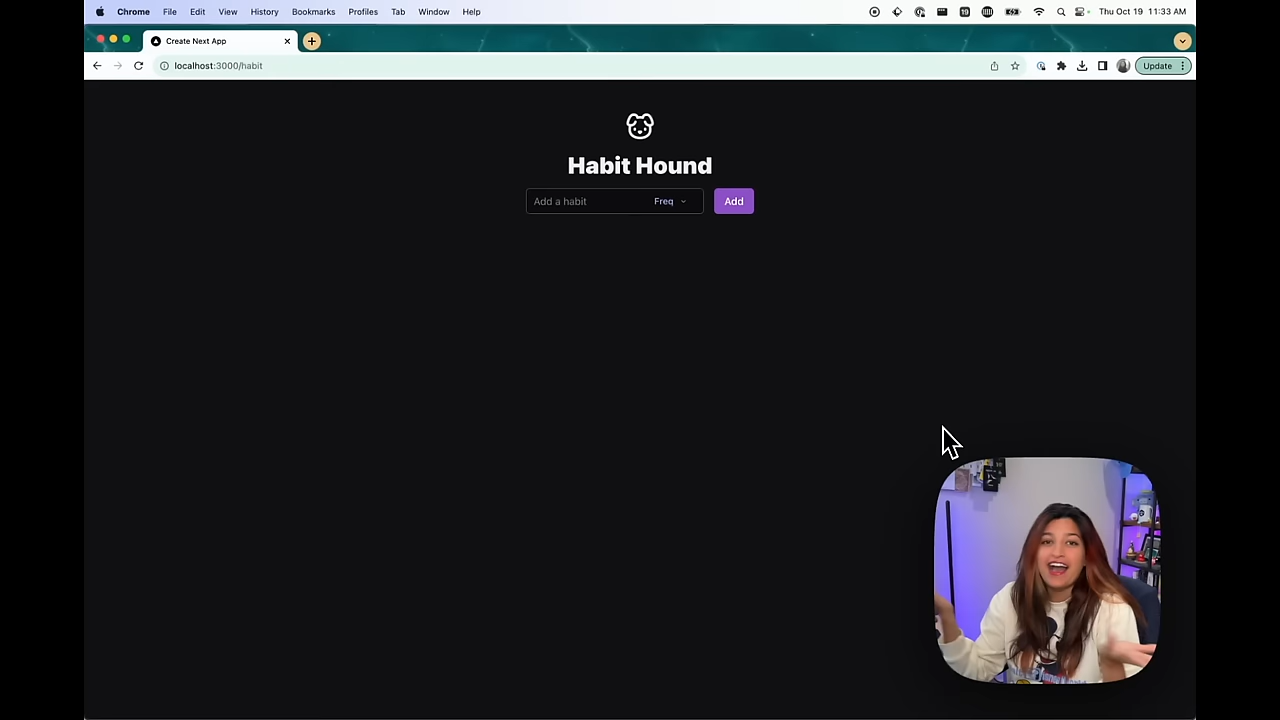 Chrome File Edit View History Bookmarks Profiles Tab Window Help 19 Thu Oct 19 11:33 AM
Create Next App
localhost:3000/habit Update
Habit Hound
Add a habit Freq Add